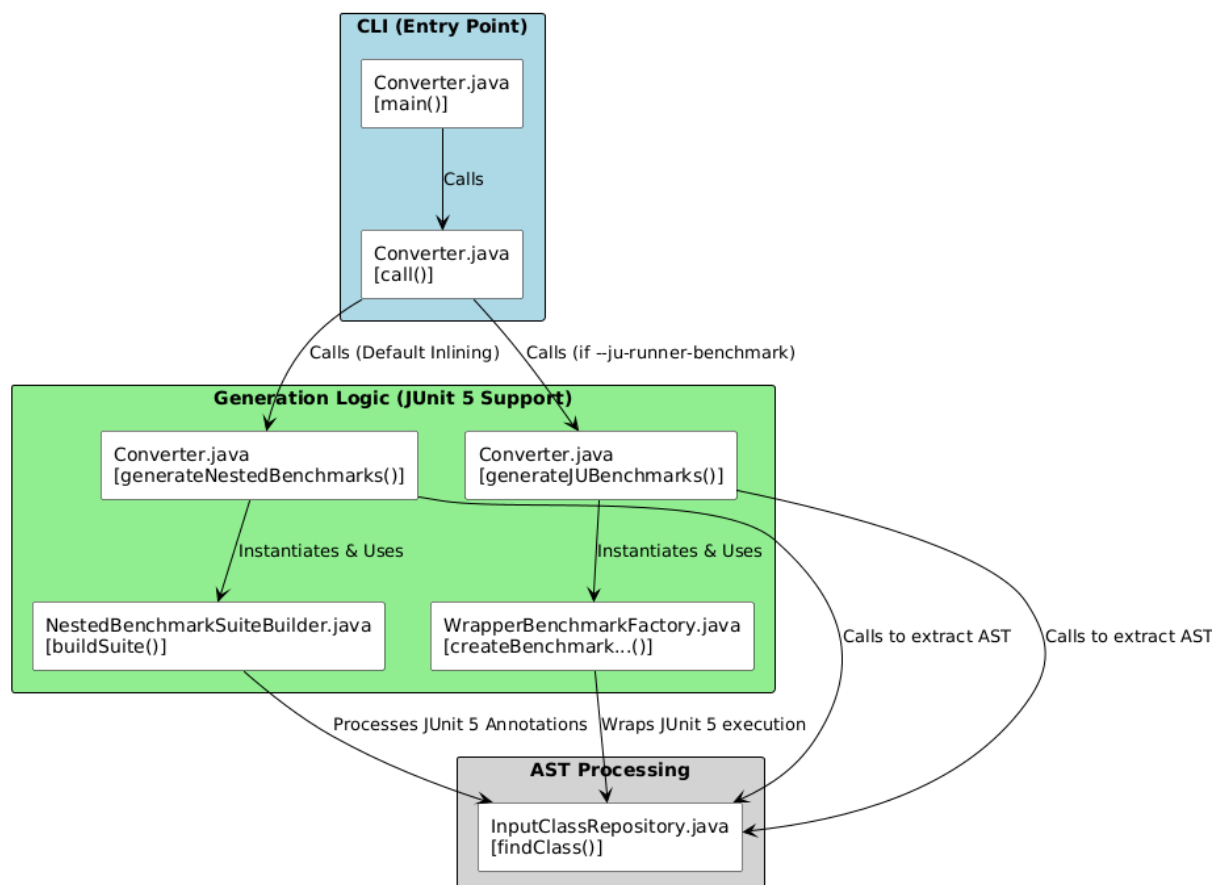 CLI (Entry Point)
Converter.java
[main()]
Calls
Converter.java
[call()]
Calls (Default Inlining)
Calls (if --ju-runner-benchmark)
Generation Logic (JUnit 5 Support)
Converter.java
[generateNestedBenchmarks()]
Converter.java
[generateJUBenchmarks()]
Instantiates & Uses
Instantiates & Uses
NestedBenchmarkSuiteBuilder.java
[buildSuite()]
WrapperBenchmarkFactory.java
[createBenchmark...()]
Calls to extract AST
Calls to extract AST
Processes JUnit 5 Annotations
Wraps JUnit 5 execution
AST Processing
InputClassRepository.java
[findClass()]